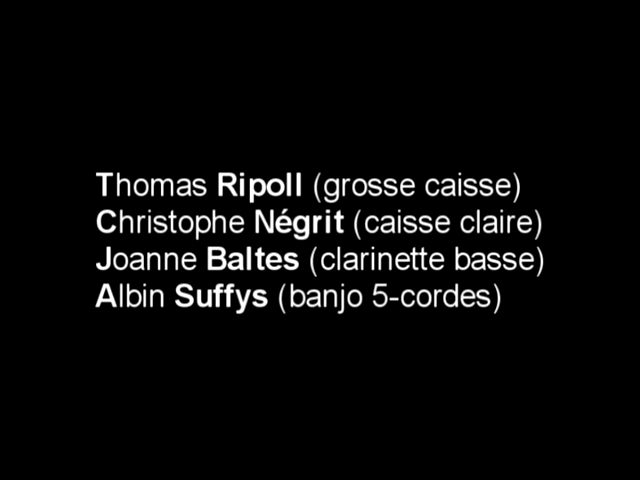 Thomas Ripoll (grosse caisse)
Christophe Négrit (caisse claire)
Joanne Baltes (clarinette basse)
Albin Suffys (banjo 5-cordes)